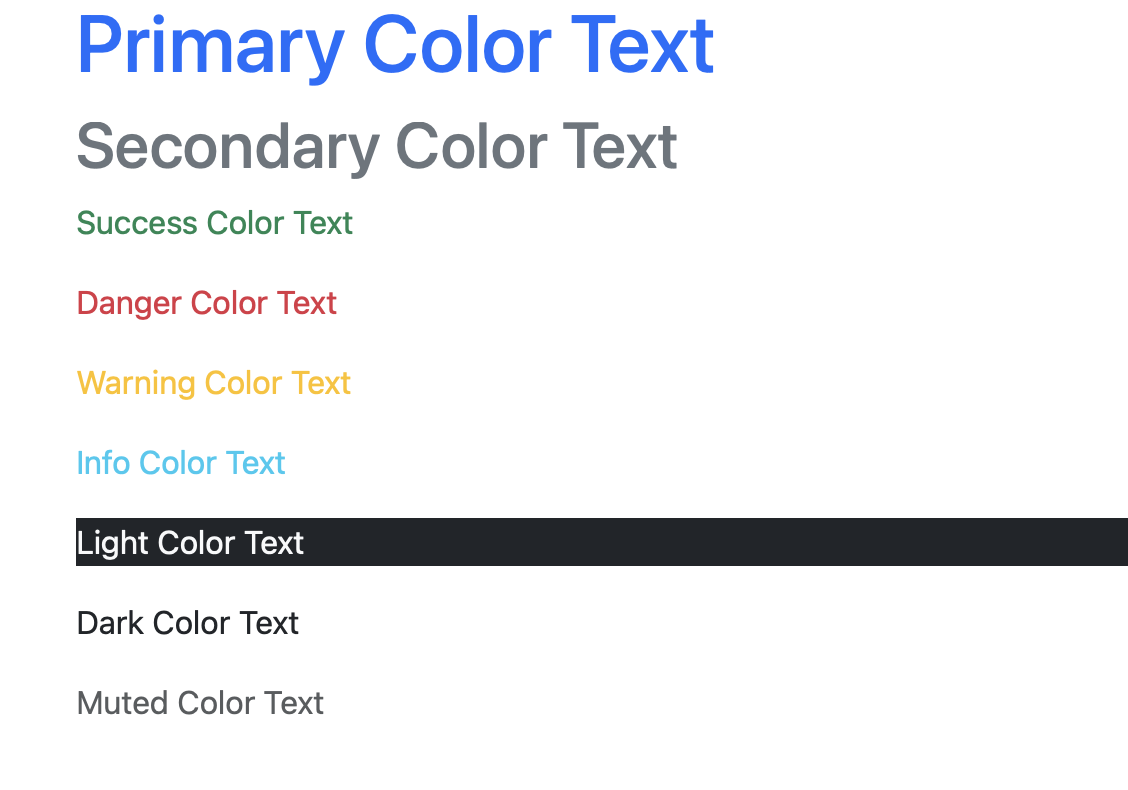 Primary Color Text
Secondary Color Text
Success Color Text
Danger Color Text
Warning Color Text
Info Color Text
Light Color Text
Dark Color Text
Muted Color Text